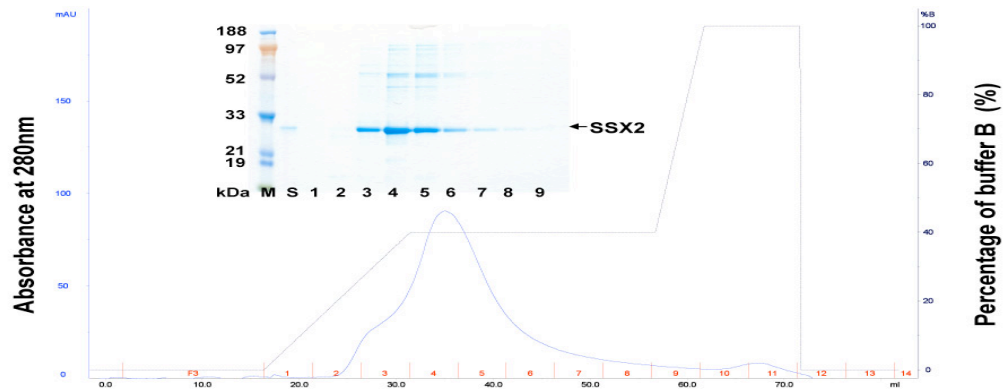 mAU
%B
188
97
52
33
21
19
kDa M S 1 2 3 4 5 6 7 8 9
SSX2
Absorbance at 280nm
150
100
50
0
Percentage of buffer B (%)
100
80
60
40
20
0
F3 1 2 3 4 5 6 7 8 9 10 11 12 13 14
0.0 10.0 20.0 30.0 40.0 50.0 60.0 70.0 ml